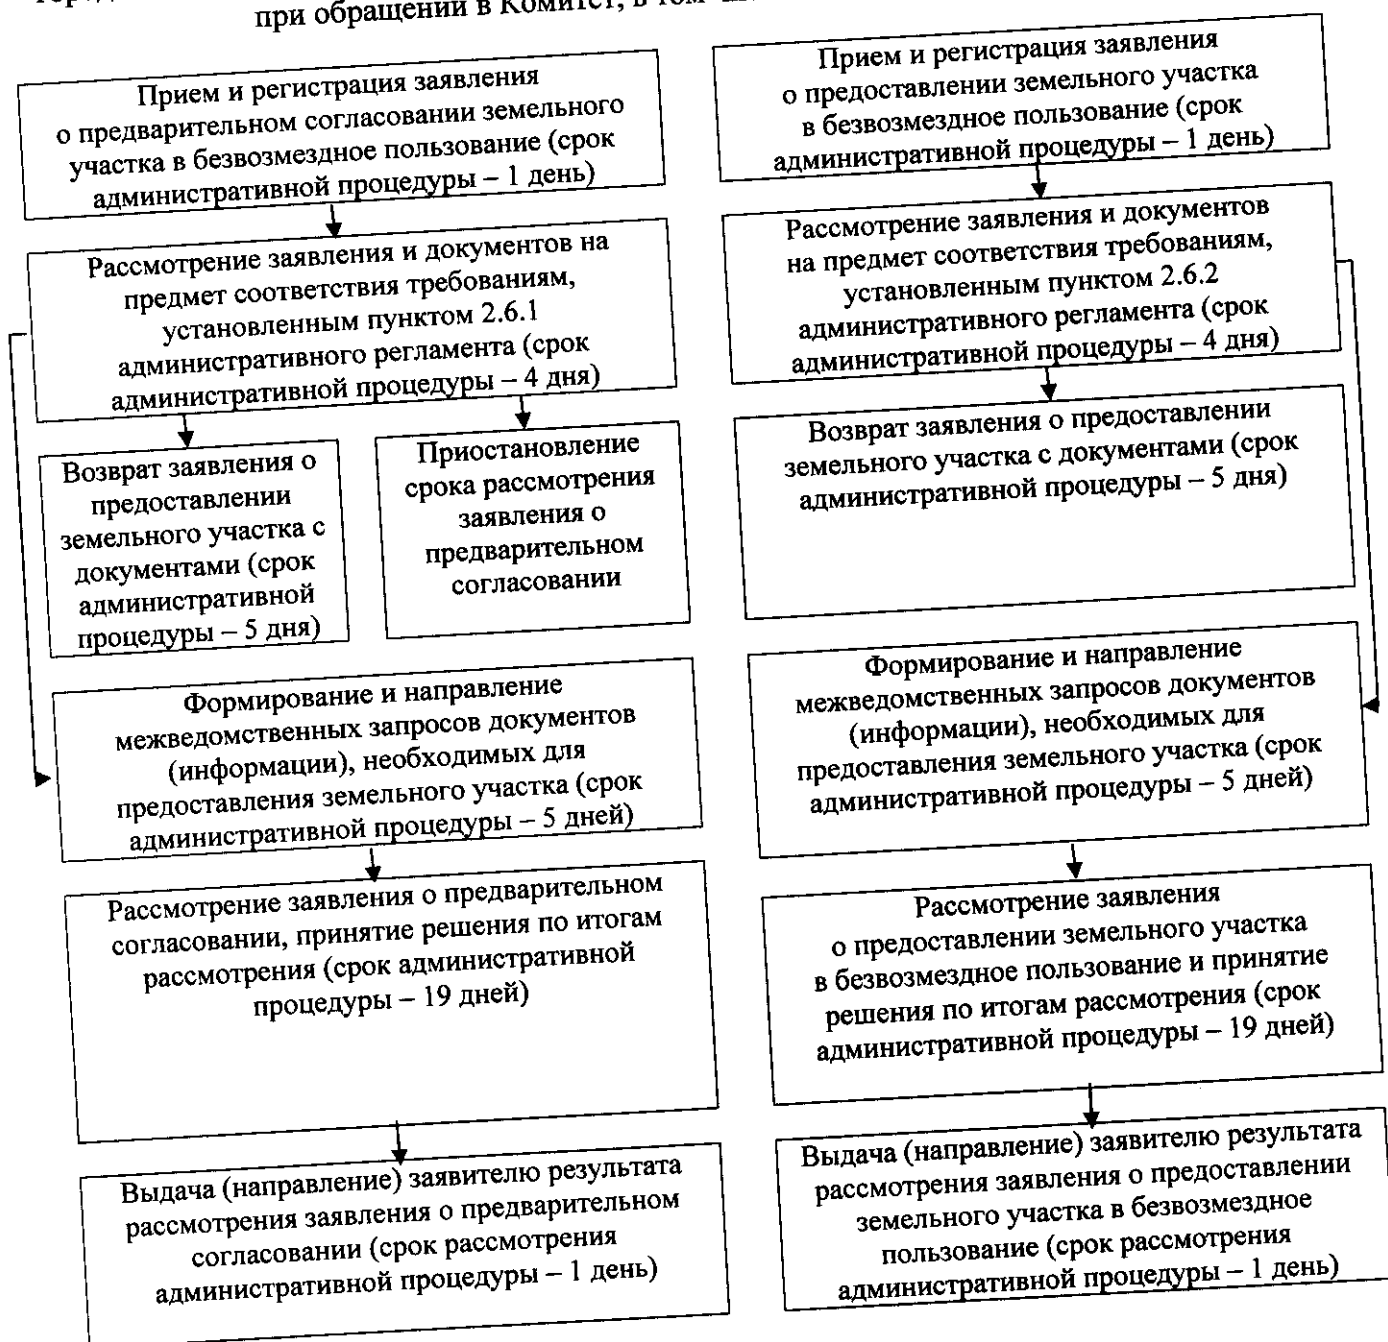 при обращении в Комитет, в том
Прием и регистрация заявления
о предварительном согласовании земельного
участка в безвозмездное пользование (срок
административной процедуры – 1 день)
Рассмотрение заявления и документов на
предмет соответствия требованиям,
установленным пунктом 2.6.1
административного регламента (срок
административной процедуры – 4 дня)
Возврат заявления о
предоставлении
земельного участка с
документами (срок
административной
процедуры – 5 дня)
Приостановление
срока рассмотрения
заявления о
предварительном
согласовании
Формирование и направление
межведомственных запросов документов
(информации), необходимых для
предоставления земельного участка (срок
административной процедуры – 5 дней)
Рассмотрение заявления о предварительном
согласовании, принятие решения по итогам
рассмотрения (срок административной
процедуры – 19 дней)
Выдача (направление) заявителю результата
рассмотрения заявления о предварительном
согласовании (срок рассмотрения
административной процедуры – 1 день)
Прием и регистрация заявления
о предоставлении земельного участка
в безвозмездное пользование (срок
административной процедуры – 1 день)
Рассмотрение заявления и документов
на предмет соответствия требованиям,
установленным пунктом 2.6.2
административного регламента (срок
административной процедуры – 4 дня)
Возврат заявления о предоставлении
земельного участка с документами (срок
административной процедуры – 5 дня)
Формирование и направление
межведомственных запросов документов
(информации), необходимых для
предоставления земельного участка (срок
административной процедуры – 5 дней)
Рассмотрение заявления
о предоставлении земельного участка
в безвозмездное пользование и принятие
решения по итогам рассмотрения (срок
административной процедуры – 19 дней)
Выдача (направление) заявителю результата
рассмотрения заявления о предоставлении
земельного участка в безвозмездное
пользование (срок рассмотрения
административной процедуры – 1 день)